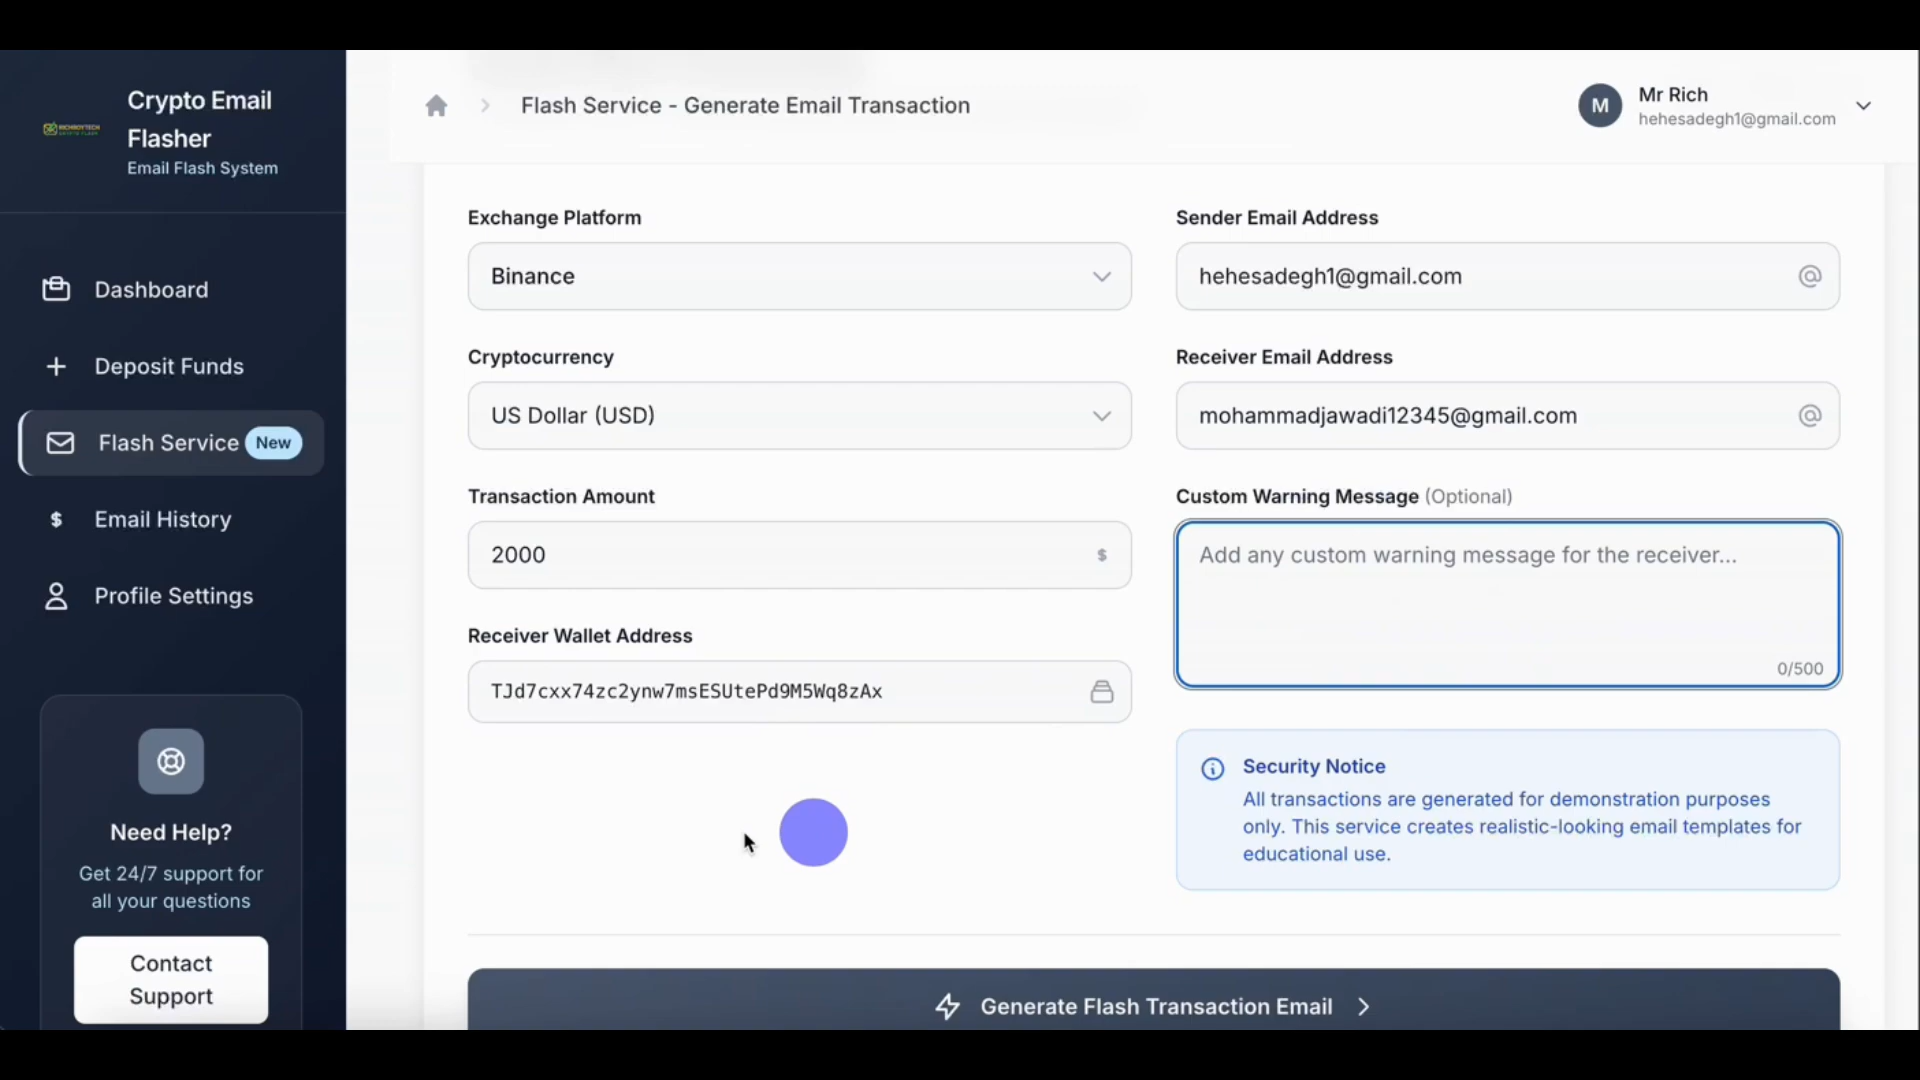 Crypto Email
Flasher
Email Flash System
RICHBOYTECH
Dashboard
Deposit Funds
Flash Service New
Email History
Profile Settings
Need Help?
Get 24/7 support for
all your questions
Contact
Support
Flash Service - Generate Email Transaction
M
Mr Rich
hehesadegh1@gmail.com
Exchange Platform
Binance
Cryptocurrency
US Dollar (USD)
Transaction Amount
2000 $
Receiver Wallet Address
TJd7cxx74zc2ynw7msESUtePd9M5Wq8zAx
Sender Email Address
hehesadegh1@gmail.com @
Receiver Email Address
mohammadjawadi12345@gmail.com @
Custom Warning Message (Optional)
Add any custom warning message for the receiver...
0/500
Security Notice
All transactions are generated for demonstration purposes
only. This service creates realistic-looking email templates for
educational use.
Generate Flash Transaction Email